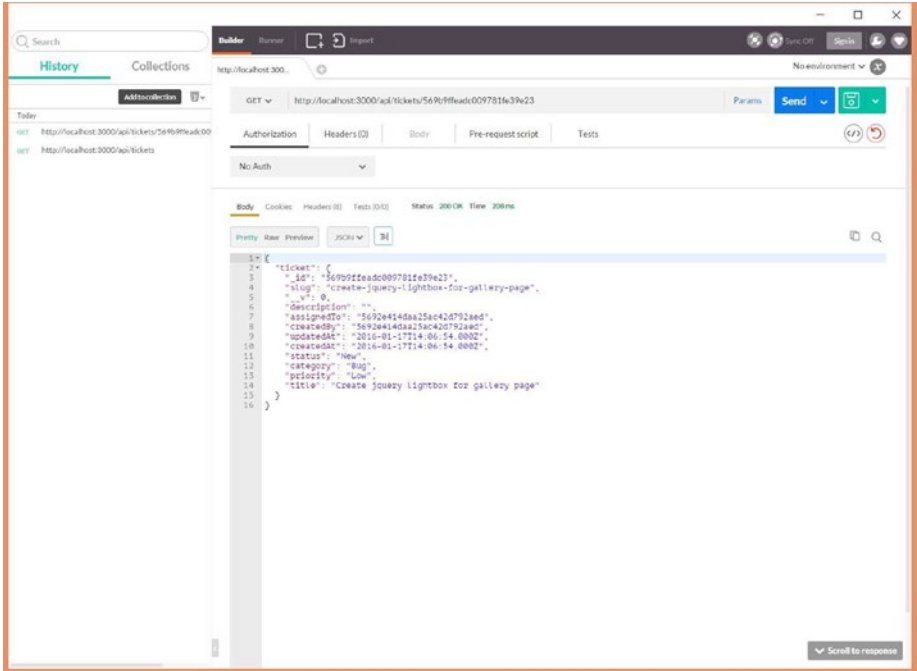 Search
Builder Runner Import Sync Off Sign in
History Collections
http://localhost:300...
No environment
Add to collection
GET http://localhost:3000/api/tickets/569b9ffeadc009781fe39e23 Params Send
Today
GET http://localhost:3000/api/tickets/569b9ffeadc00
GET http://localhost:3000/api/tickets
Authorization Headers (0) Body Pre-request script Tests
No Auth
Body Cookies Headers (8) Tests (0/0) Status 200 OK Time 208 ms
Pretty Raw Preview JSON
1 {
2 "ticket": {
3 "_id": "569b9ffeadc009781fe39e23",
4 "slug": "create-jquery-lightbox-for-gallery-page",
5 "__v": 0,
6 "description": "",
7 "assignedTo": "5692e414daa25ac42d792aed",
8 "createdBy": "5692e414daa25ac42d792aed",
9 "updatedAt": "2016-01-17T14:06:54.000Z",
10 "createdAt": "2016-01-17T14:06:54.000Z",
11 "status": "New",
12 "category": "Bug",
13 "priority": "Low",
14 "title": "Create jquery lightbox for gallery page"
15 }
16 }
Scroll to response